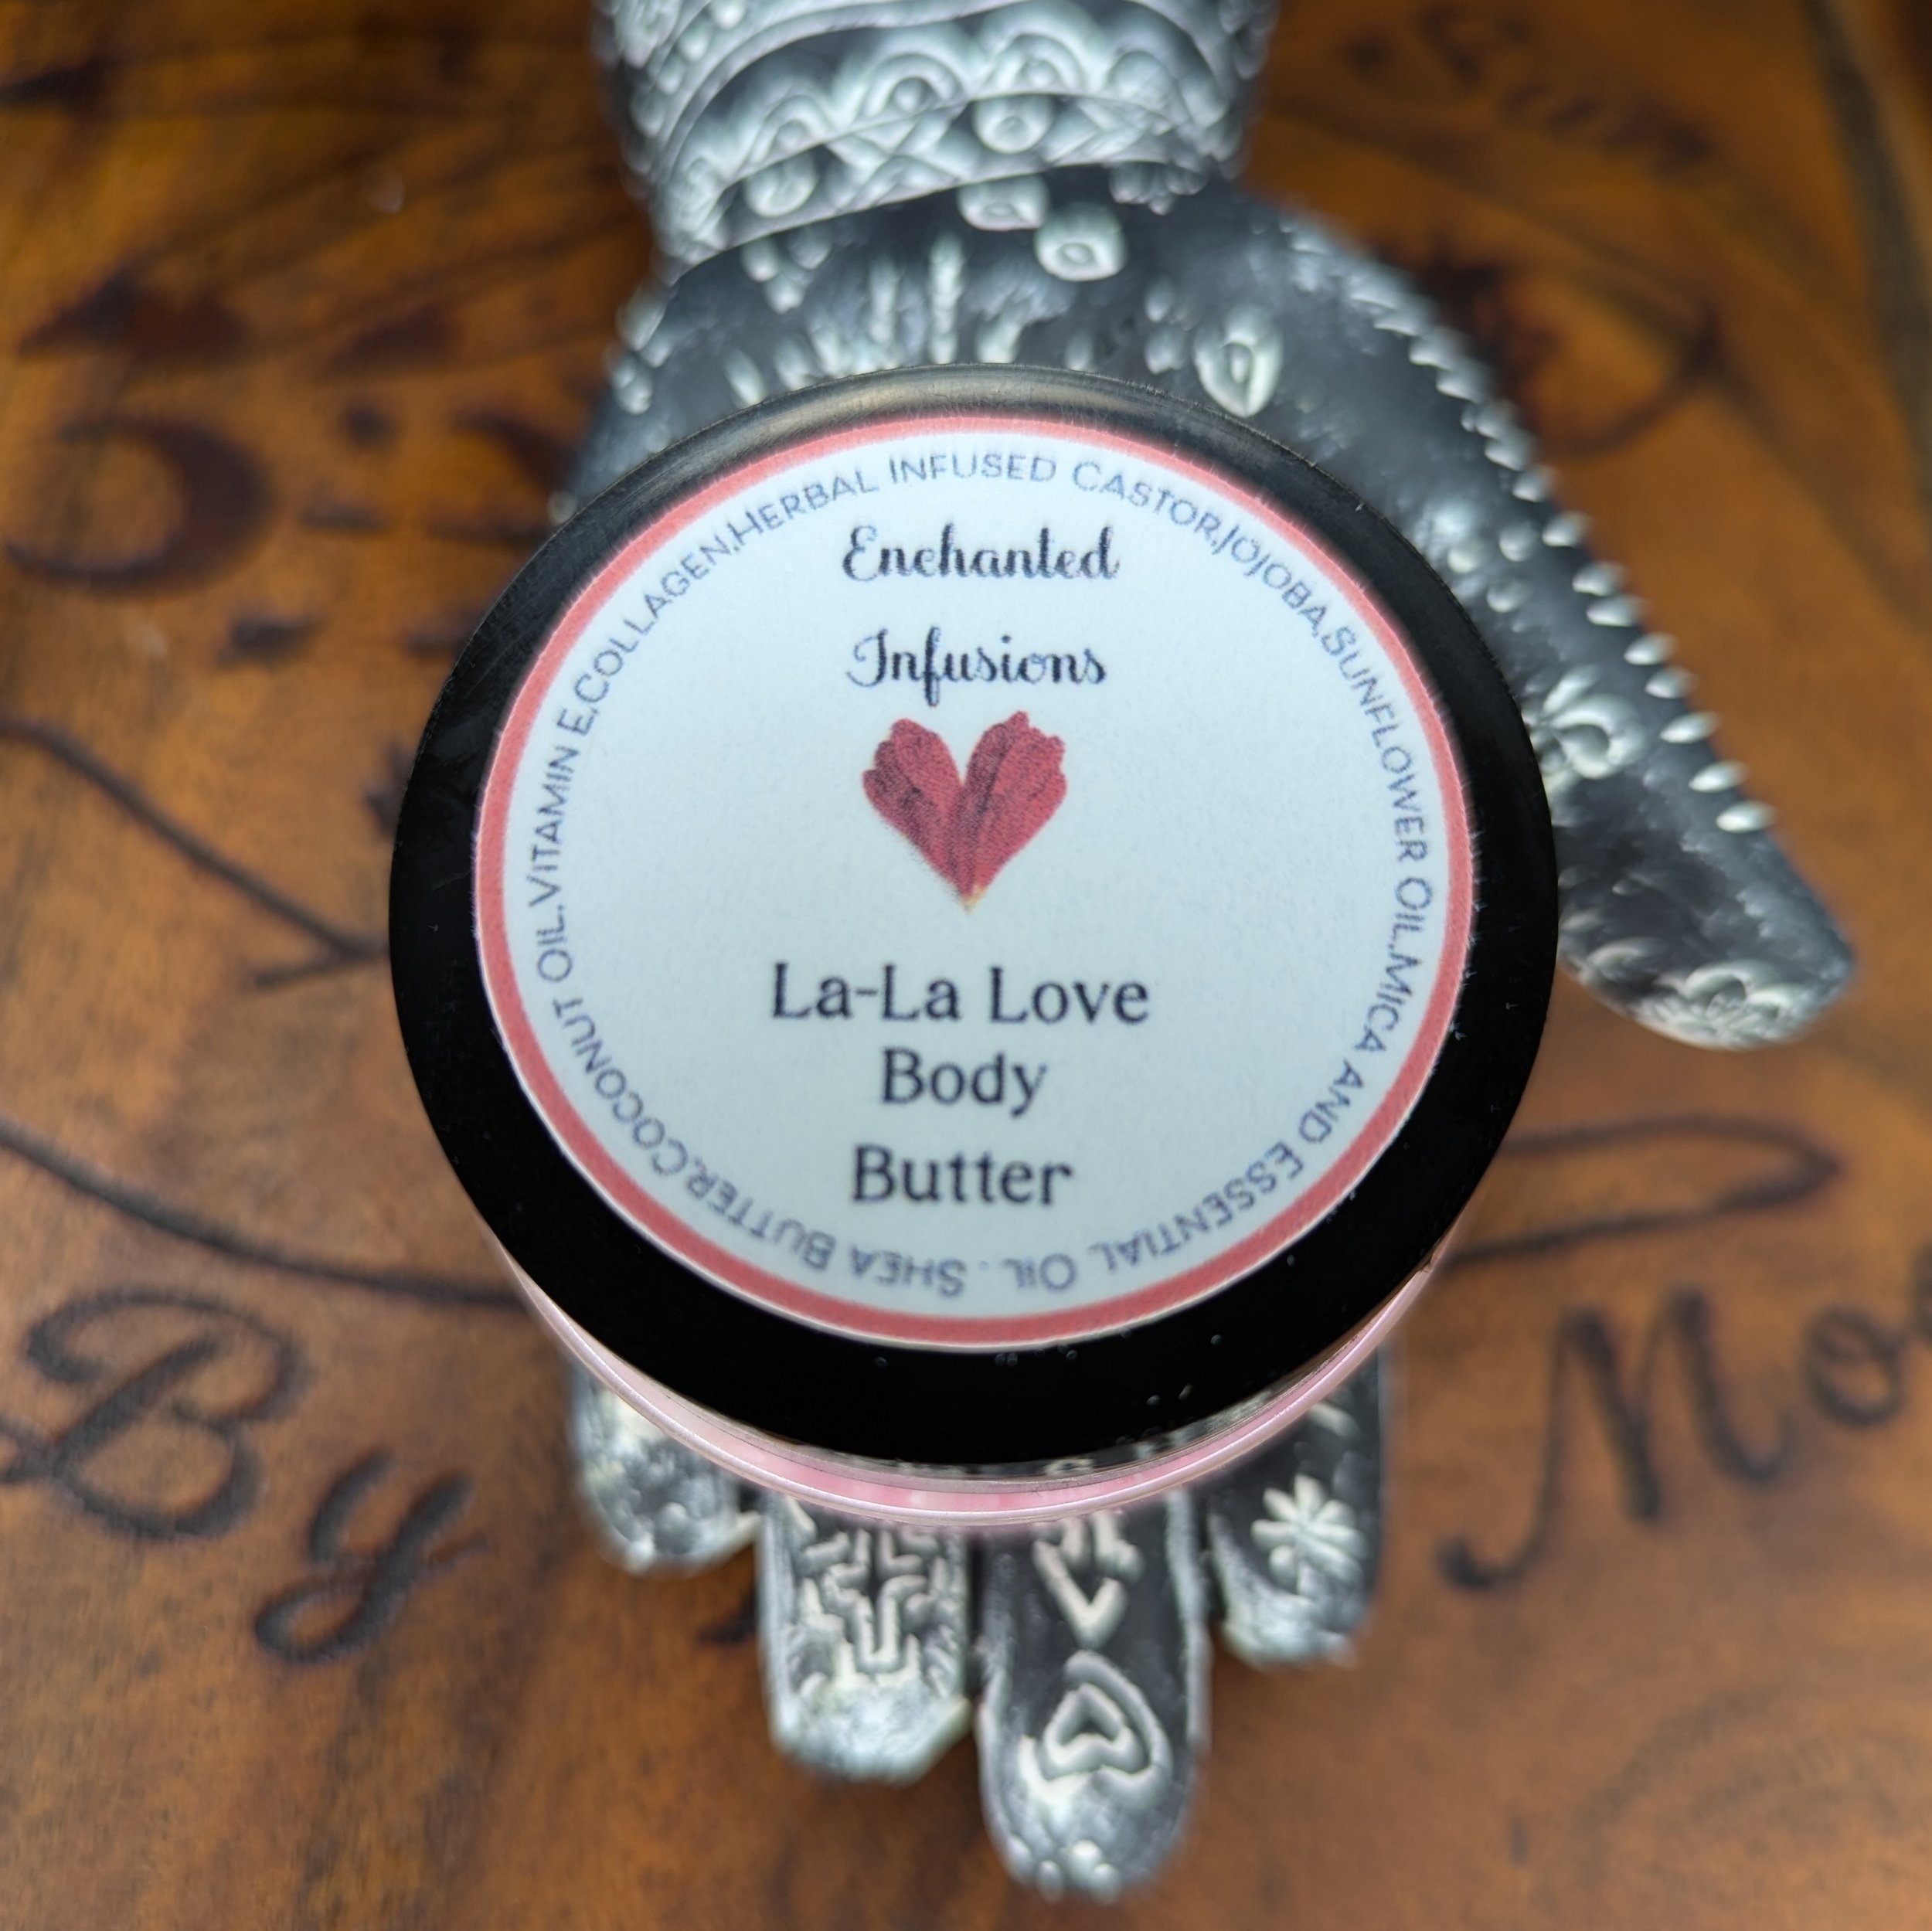 Enchanted
Infusions
La-La Love
Body
Butter
Shea Butter,Coconut Oil,Vitamin E,Collagen,Herbal infused Castor,Jojoba,Sunflower Oil,Mica and essential Oil.
By